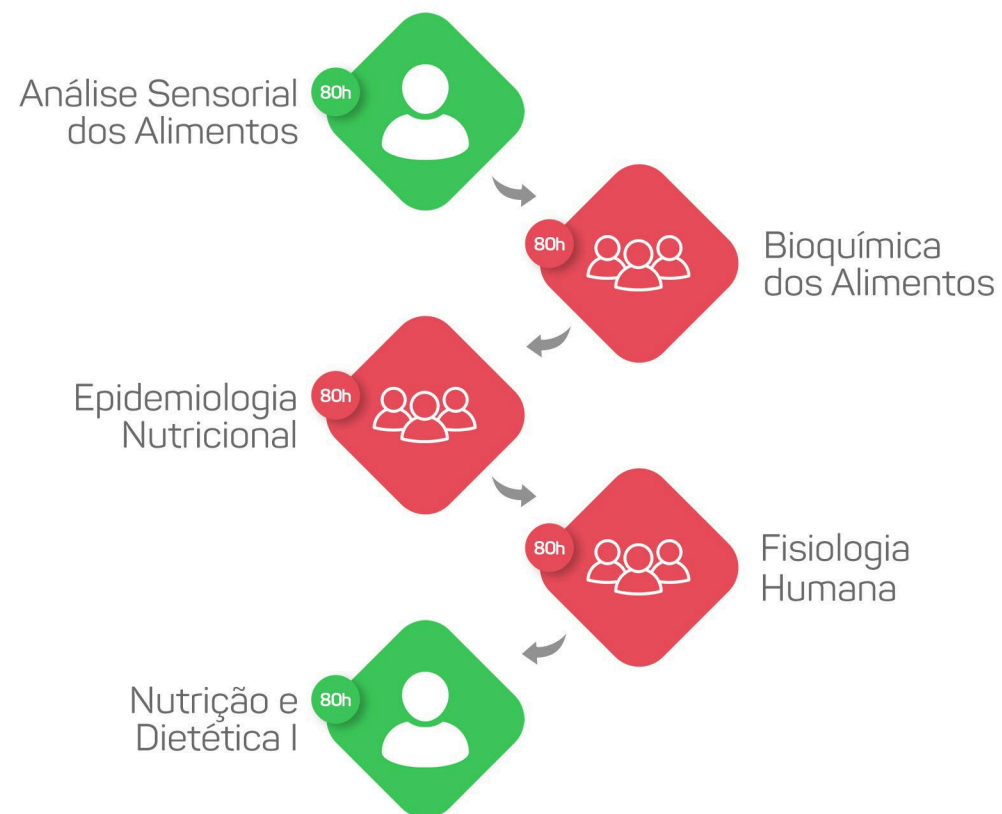 Análise Sensorial
dos Alimentos
80h
80h
Bioquímica
dos Alimentos
Epidemiologia
Nutricional
80h
80h
Fisiologia
Humana
Nutrição e
Dietética I
80h